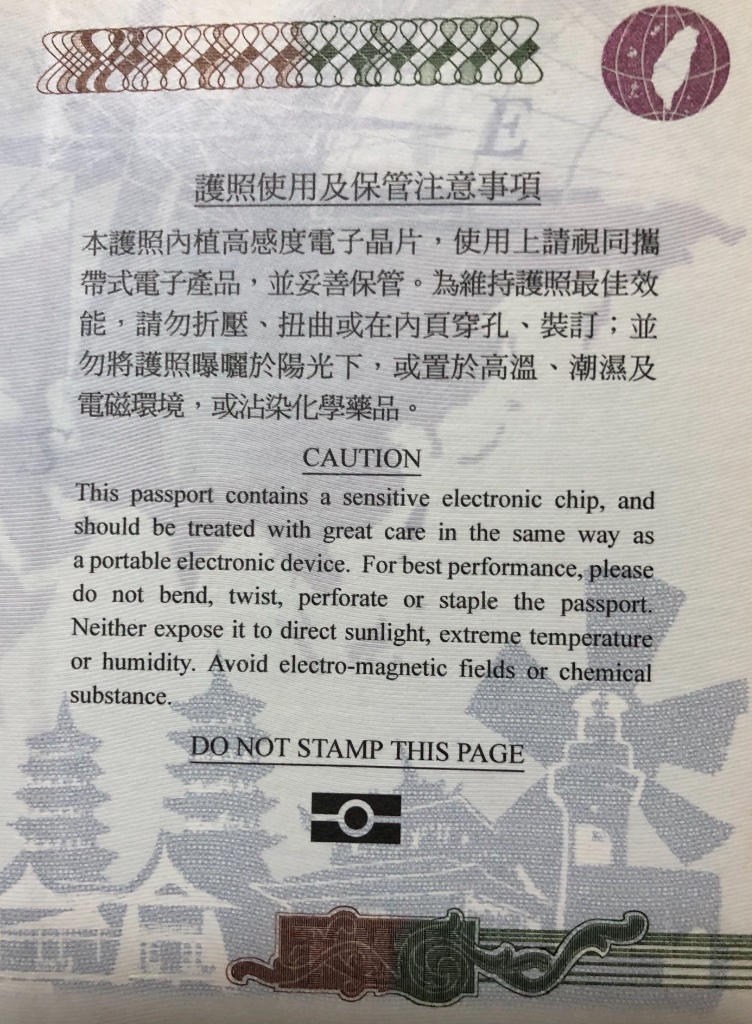 E
護照使用及保管注意事項
本護照內植高感度電子晶片，使用上請視同攜
帶式電子產品，並妥善保管。為維持護照最佳效
能，請勿折壓、扭曲或在內頁穿孔、裝訂；並
勿將護照曝曬於陽光下，或置於高溫、潮濕及
電磁環境，或沾染化學藥品。
CAUTION
This passport contains a sensitive electronic chip, and
should be treated with great care in the same way as
a portable electronic device. For best performance, please
do not bend, twist, perforate or staple the passport.
Neither expose it to direct sunlight, extreme temperature
or humidity. Avoid electro-magnetic fields or chemical
substance.
DO NOT STAMP THIS PAGE